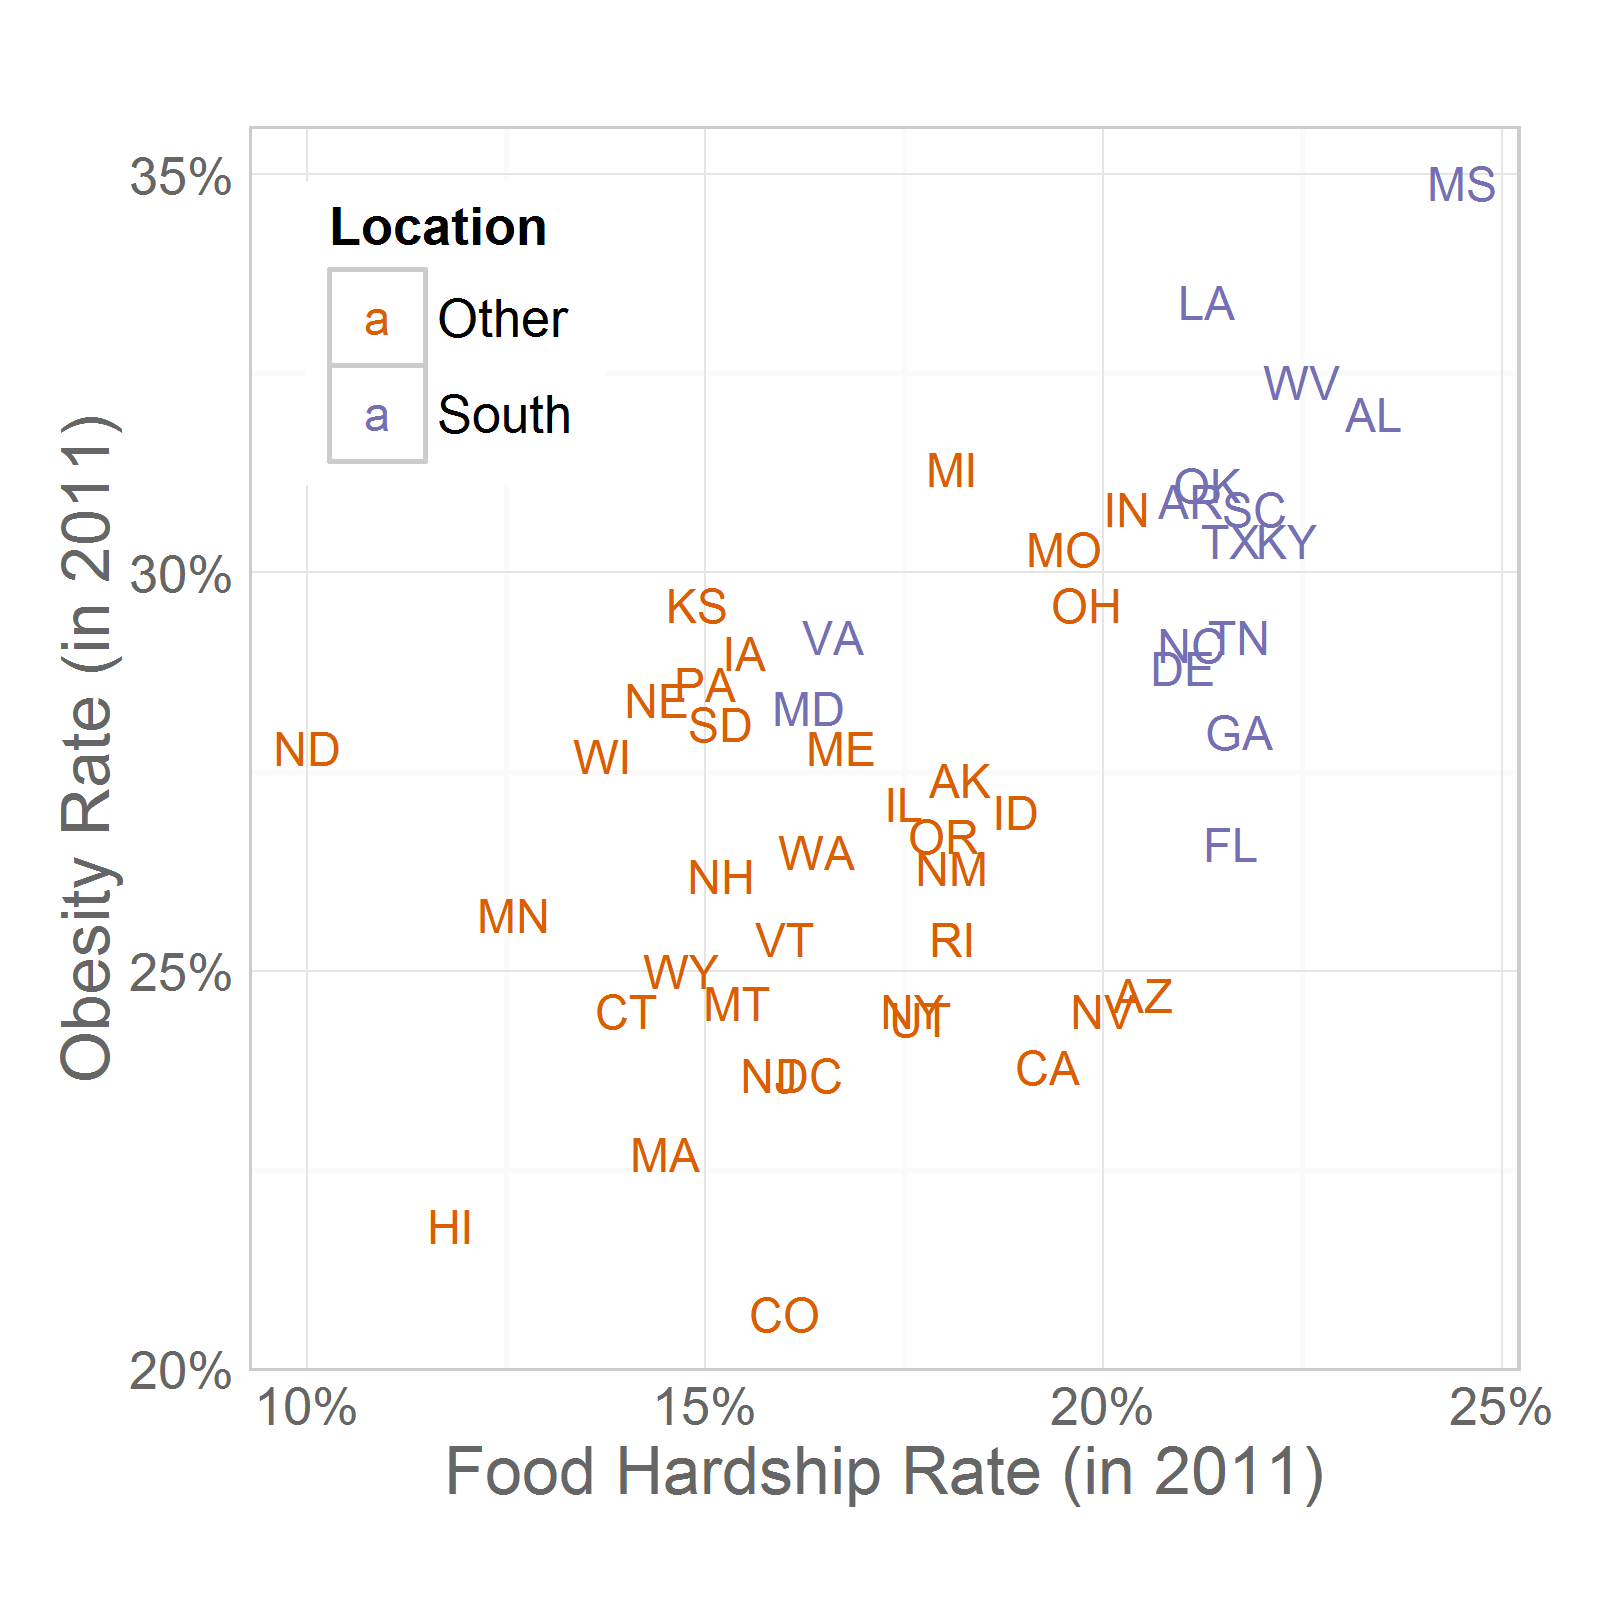 35%
MS
Location
LA
a Other
WV
a South
AL
MI
OK
AR
IN
SC
TX
KY
MO
30%
KS
OH
VA
TN
IA
NC
DE
PA
NE
MD
SD
GA
ND
ME
WI
AK
IL
ID
OR
FL
WA
NM
NH
MN
VT
RI
25%
WY
AZ
MT
CT
NY
NV
UT
CA
NJ
DC
MA
HI
CO
20%
10% 15% 20% 25%
Food Hardship Rate (in 2011)
Obesity Rate (in 2011)